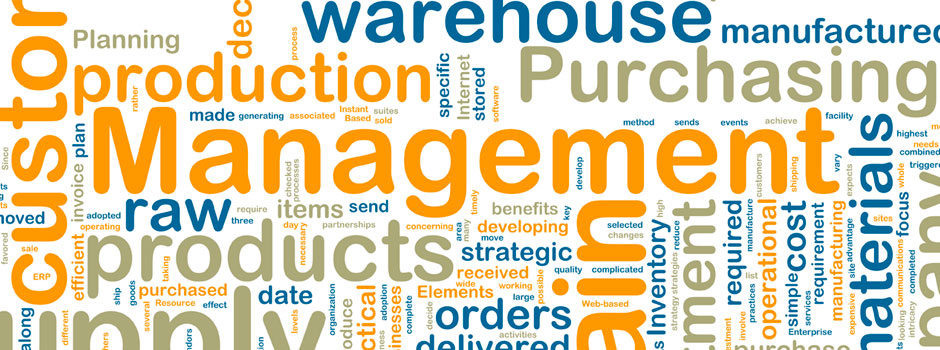 warehouse
manufactured
Planning
dec
process
custom
production
Purchasing
rather
specific
Internet
stored
software
made
generating
associated
Instant
Based
suites
sold
method
sends
events
achieve
facility
Management
plan
invoice
Since
checked
processes
develop
customers
shipping
vary
expects
materials
highest
needs
combined
triggere
whole
focus
moved
adopted
operating
raw
three
require
items
send
day
necessary
partnerships
concerning
timely
benefits
key
developing
area
many
move
strategic
selected
changes
high
reduce
Inventory
required
manufacture
operational
cost
simple
requirement
services
manufacturing
advantage
site
expensive
sites
communications
looking
completed
intricacy
favored
sale
ERP
efficient
products
taking
received
wide
quality
complicated
working
possible
Elements
large
strategies
strategy
list
practices
involve
Enterprise
purchased
Resource
effect
ship
goods
several
different
along
date
levels
organization
adoption
decide
orders
activities
Web-based
delivered
purchase